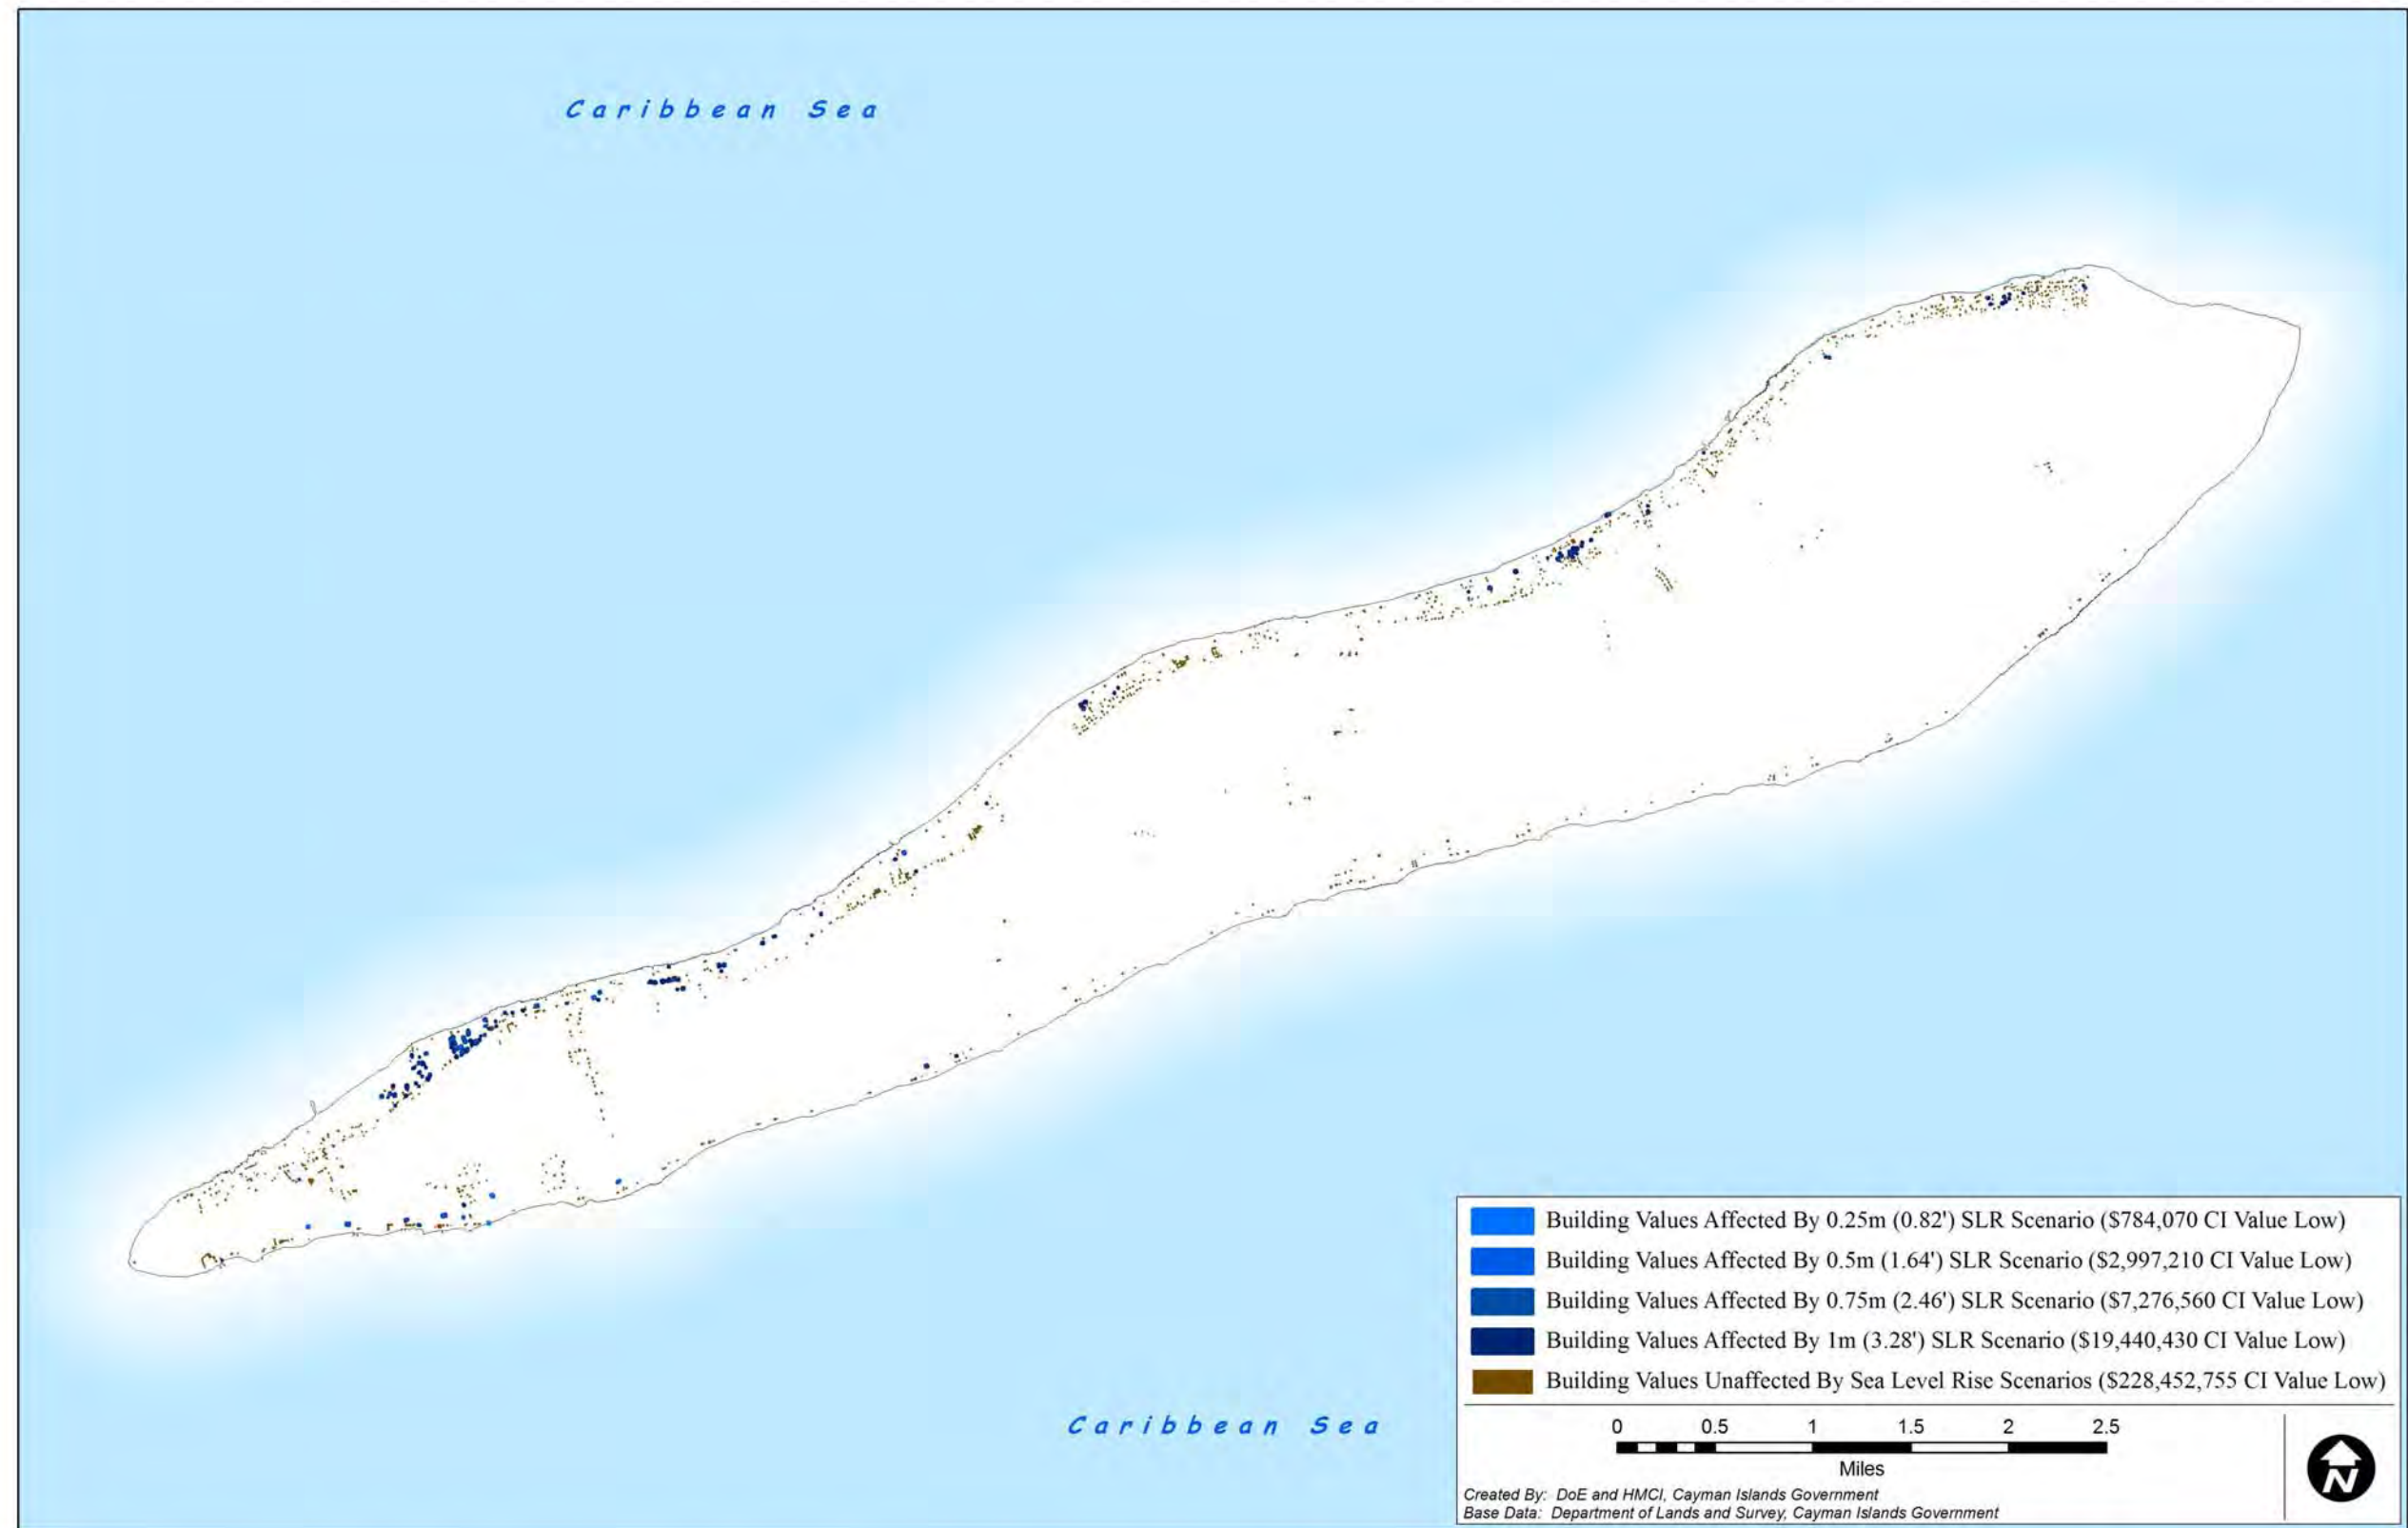 Caribbean Sea
Caribbean Sea
Building Values Affected By 0.25m (0.82') SLR Scenario ($784,070 CI Value Low)
Building Values Affected By 0.5m (1.64') SLR Scenario ($2,997,210 CI Value Low)
Building Values Affected By 0.75m (2.46') SLR Scenario ($7,276,560 CI Value Low)
Building Values Affected By 1m (3.28') SLR Scenario ($19,440,430 CI Value Low)
Building Values Unaffected By Sea Level Rise Scenarios ($228,452,755 CI Value Low)
0 0.5 1 1.5 2 2.5
Miles
N
Created By: DoE and HMCI, Cayman Islands Government
Base Data: Department of Lands and Survey, Cayman Islands Government